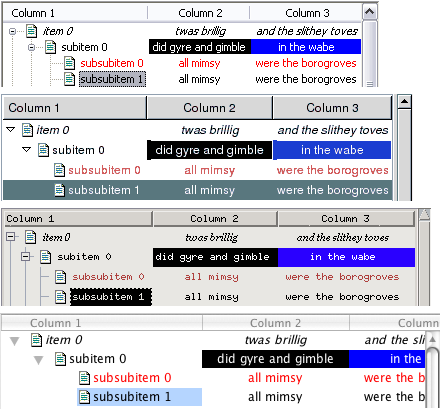 Column 1 Column 2 Column 3
item 0 twas brillig and the slithey toves
subitem 0 did gyre and gimble in the wabe
subsubitem 0 all mimsy were the borogroves
subsubitem 1 all mimsy were the borogroves
Column 1 Column 2 Column 3
item 0 twas brillig and the slithey toves
subitem 0 did gyre and gimble in the wabe
subsubitem 0 all mimsy were the borogroves
subsubitem 1 all mimsy were the borogroves
Column 1 Column 2 Column 3
item 0 twas brillig and the slithey toves
subitem 0 did gyre and gimble in the wabe
subsubitem 0 all mimsy were the borogroves
subsubitem 1 all mimsy were the borogroves
Column 1 Column 2 Column
item 0 twas brillig and the sli
subitem 0 did gyre and gimble in the
subsubitem 0 all mimsy were the b
subsubitem 1 all mimsy were the b